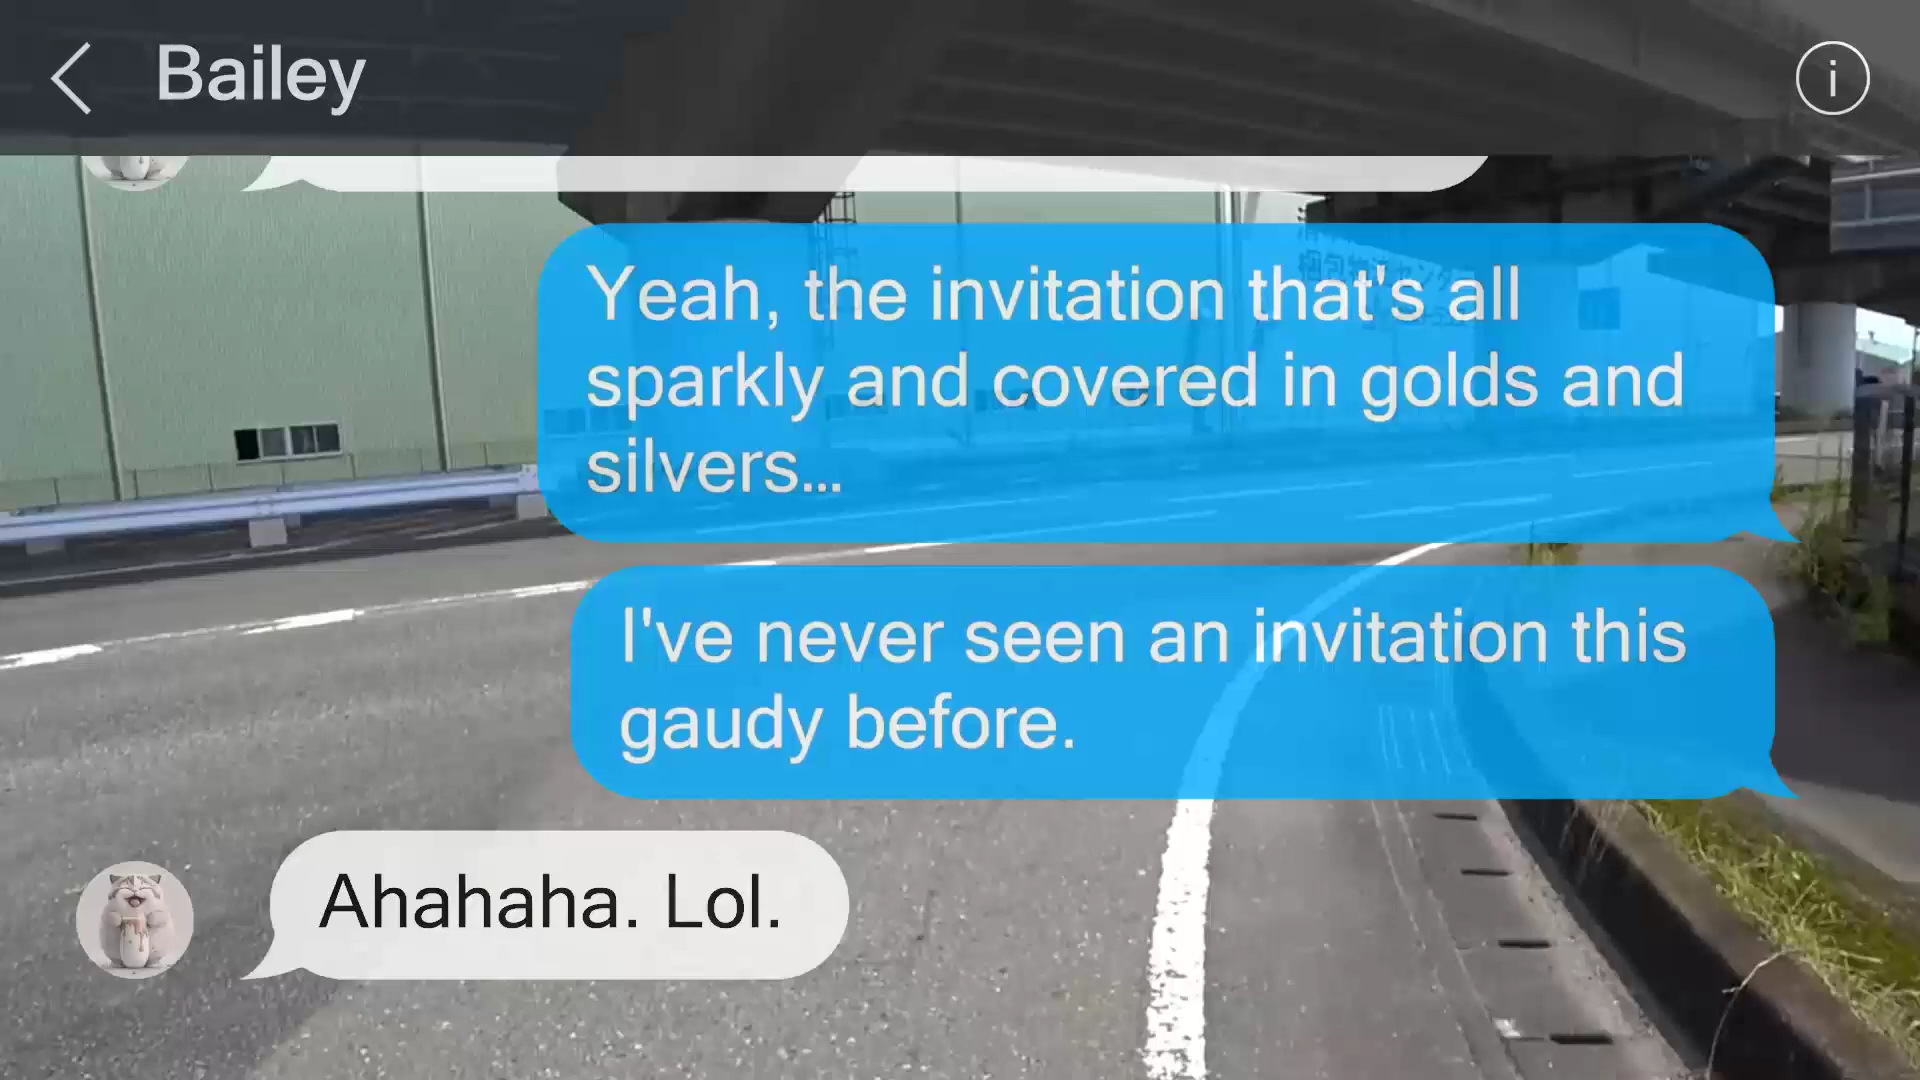 Bailey
Yeah, the invitation that's all
sparkly and covered in golds and
silvers...
I've never seen an invitation this
gaudy before.
Ahahaha. Lol.